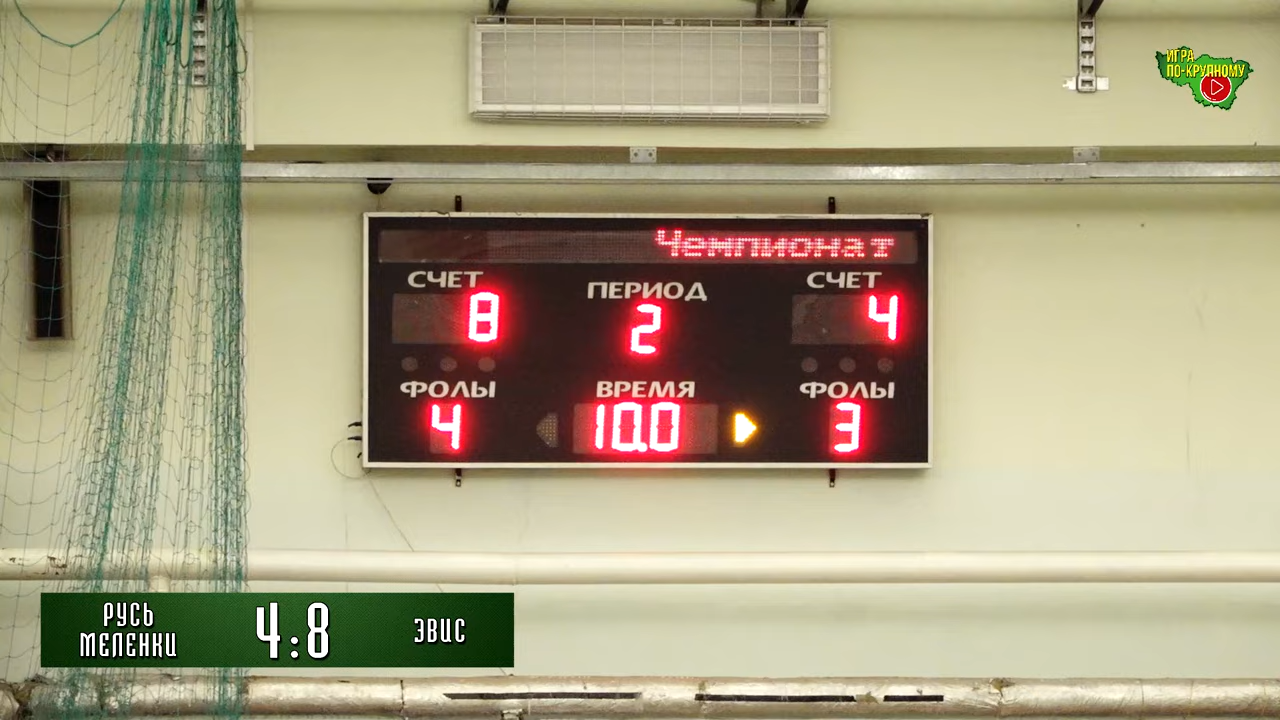 ИГРА
ПО-КРУПНОМУ
Чемпионат
СЧЕТ ПЕРИОД СЧЕТ
8 2 4
ФОЛЫ ВРЕМЯ ФОЛЫ
4 10.0 3
РУСЬ
МЕЛЕНКИ
4:8
ЭВИС